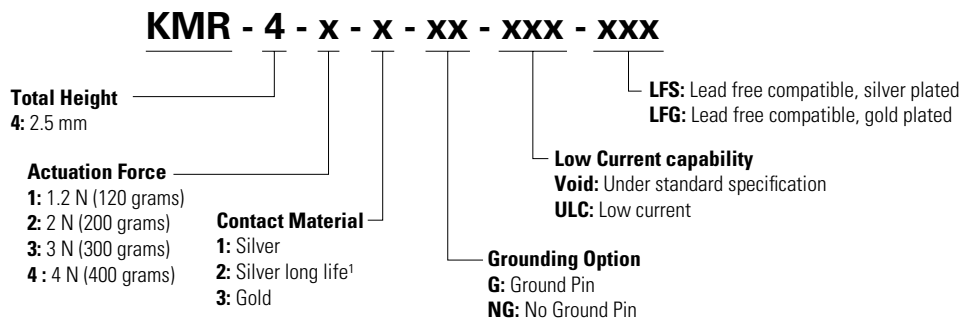 KMR - 4 - x - x - xx - xxx - xxx
Total Height
4: 2.5 mm
Actuation Force
1: 1.2 N (120 grams)
2: 2 N (200 grams)
3: 3 N (300 grams)
4 : 4 N (400 grams)
Contact Material
1: Silver
2: Silver long life¹
3: Gold
Grounding Option
G: Ground Pin
NG: No Ground Pin
Low Current capability
Void: Under standard specification
ULC: Low current
LFS: Lead free compatible, silver plated
LFG: Lead free compatible, gold plated